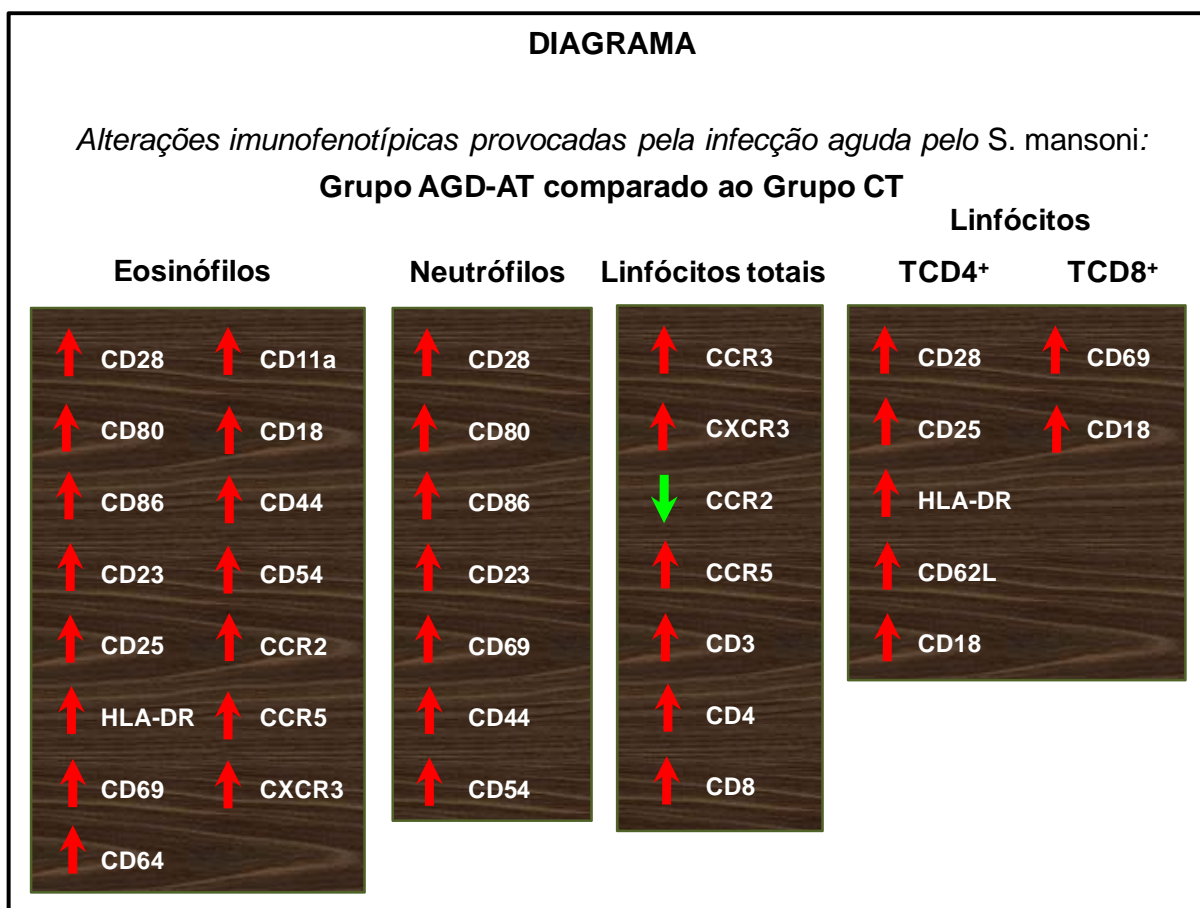 DIAGRAMA
Alterações imunofenotípicas provocadas pela infecção aguda pelo S. mansoni:
Grupo AGD-AT comparado ao Grupo CT
Eosinófilos
CD28 CD11a
CD80 CD18
CD86 CD44
CD23 CD54
CD25 CCR2
HLA-DR CCR5
CD69 CXCR3
CD64
Neutrófilos
CD28
CD80
CD86
CD23
CD69
CD44
CD54
Linfócitos totais
CCR3
CXCR3
CCR2
CCR5
CD3
CD4
CD8
Linfócitos
TCD4⁺ TCD8⁺
CD28 CD69
CD25 CD18
HLA-DR
CD62L
CD18